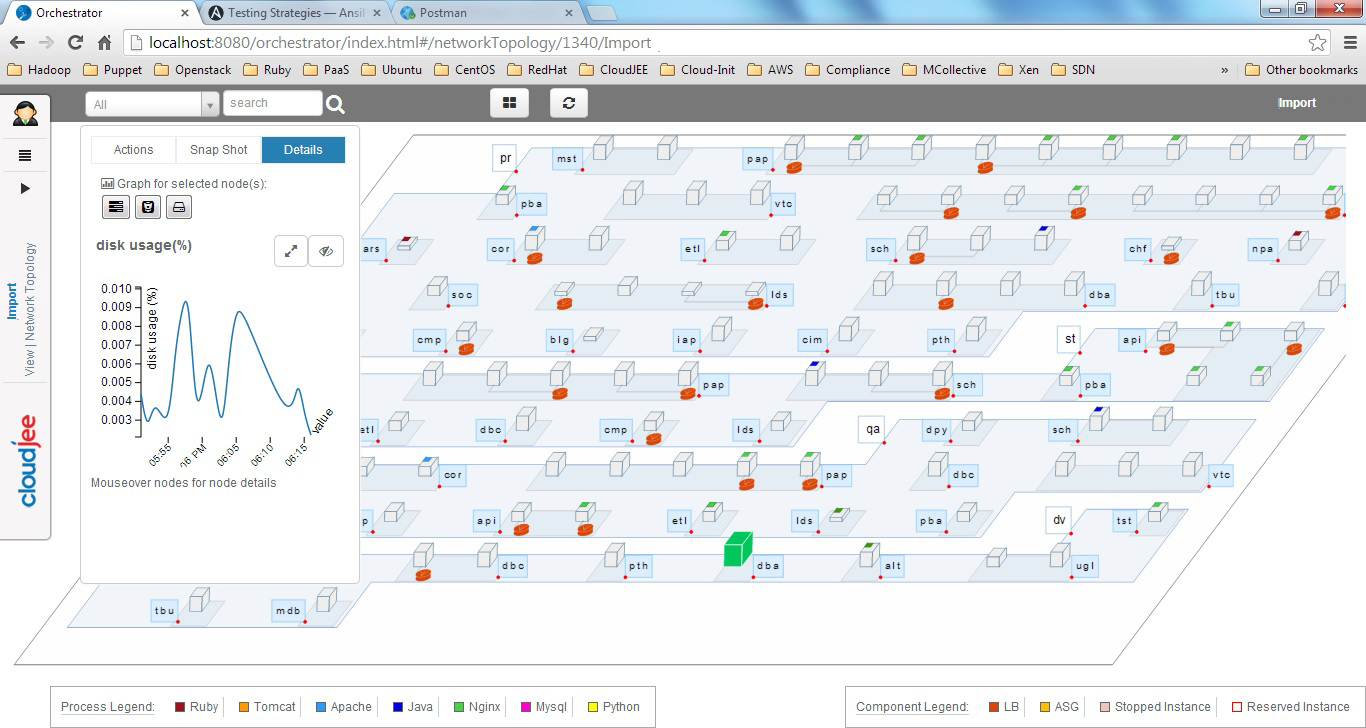 Orchestrator
Testing Strategies — Ansi
Postman
localhost:8080/orchestrator/index.html#/networkTopology/1340/Import
Hadoop Puppet Openstack Ruby PaaS Ubuntu CentOS RedHat CloudJEE Cloud-Init AWS Compliance MCollective Xen SDN » Other bookmarks
All search Import
Import
View | Network Topology
cloudjee
Actions Snap Shot Details
Graph for selected node(s):
disk usage(%)
0.010
0.009
0.008
0.007
0.006
0.005
0.004
0.003
disk usage (%)
05:55 06 PM 06:05 06:10 06:15 value
Mouseover nodes for node details
pr mst pap
pba vtc
ars cor etl sch chf npa
soc lds dba tbu
cmp blg iap cim pth st api
pap sch pba
etl dbc cmp lds qa dpy sch
cor pap dbc vtc
p api etl lds pba dv tst
dbc pth dba alt ugl
tbu mdb
Process Legend: Ruby Tomcat Apache Java Nginx Mysql Python
Component Legend: LB ASG Stopped Instance Reserved Instance